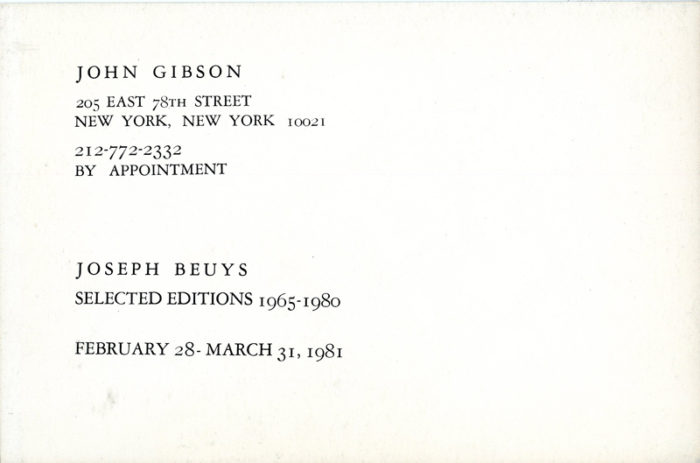 JOHN GIBSON
205 EAST 78TH STREET
NEW YORK, NEW YORK 10021
212-772-2332
BY APPOINTMENT
JOSEPH BEUYS
SELECTED EDITIONS 1965-1980
FEBRUARY 28- MARCH 31, 1981